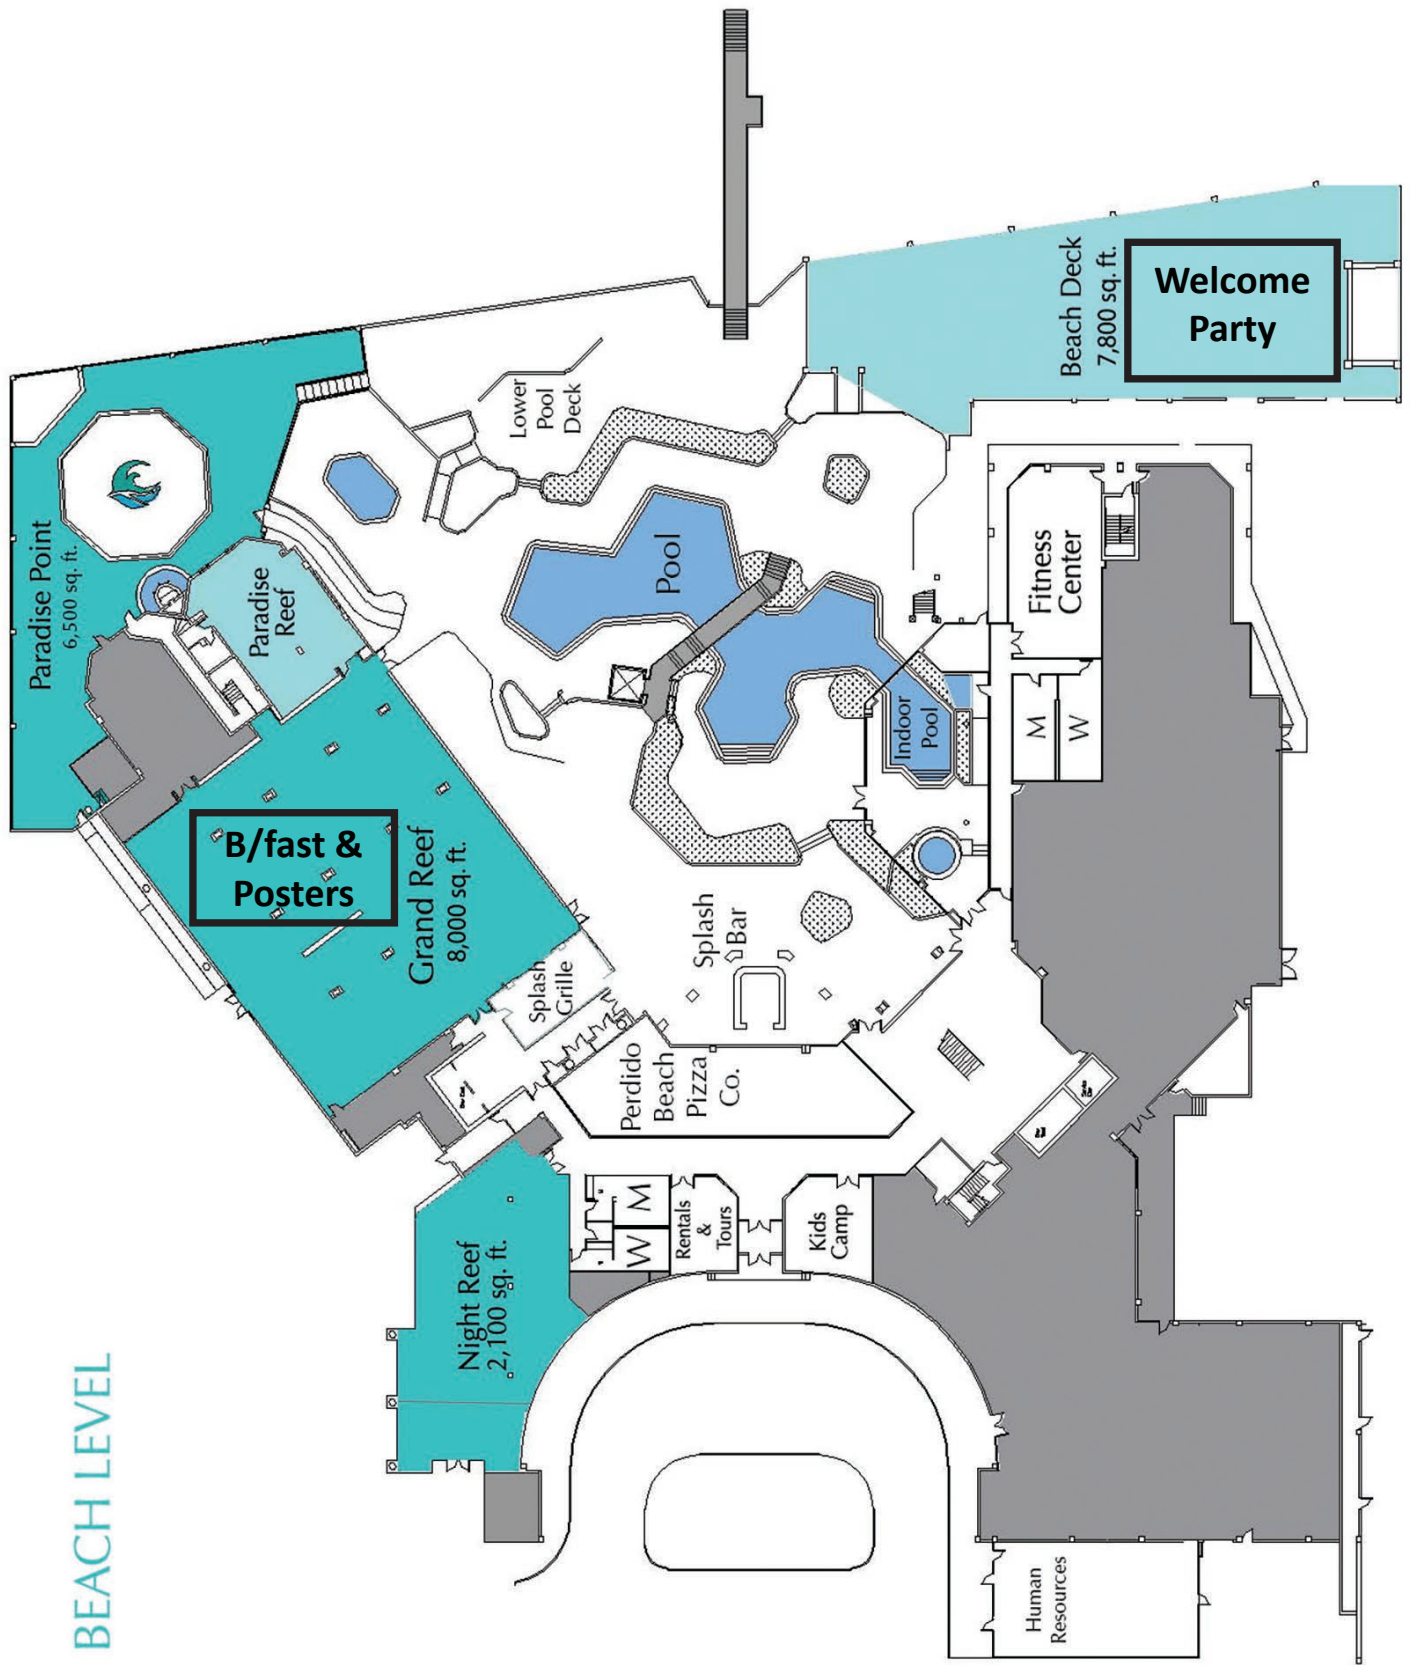 BEACH LEVEL
Paradise Point
6,500 sq. ft.
Paradise
Reef
B/fast &
Posters
Grand Reef
8,000 sq. ft.
Splash
Grille
Night Reef
2,100 sq. ft.
Lower
Pool
Deck
Pool
Indoor
Pool
Splash
Bar
Perdido
Beach
Pizza
Co.
W
M
Rentals
&
Tours
Kids
Camp
Beach Deck
7,800 sq. ft.
Welcome
Party
Fitness
Center
M
W
Human
Resources